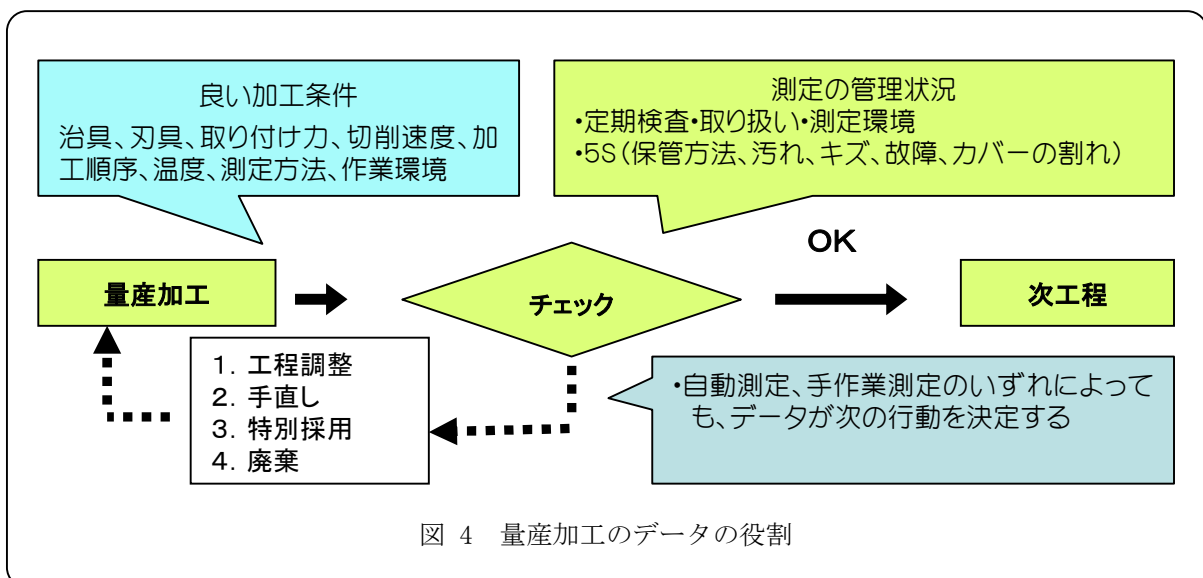 良い加工条件
治具、刃具、取り付け力、切削速度、加
工順序、温度、測定方法、作業環境
測定の管理状況
・定期検査・取り扱い・測定環境
・5S（保管方法、汚れ、キズ、故障、カバーの割れ）
OK
量産加工
チェック
次工程
1. 工程調整
2. 手直し
3. 特別採用
4. 廃棄
・自動測定、手作業測定のいずれによって
も、データが次の行動を決定する
図 4 量産加工のデータの役割